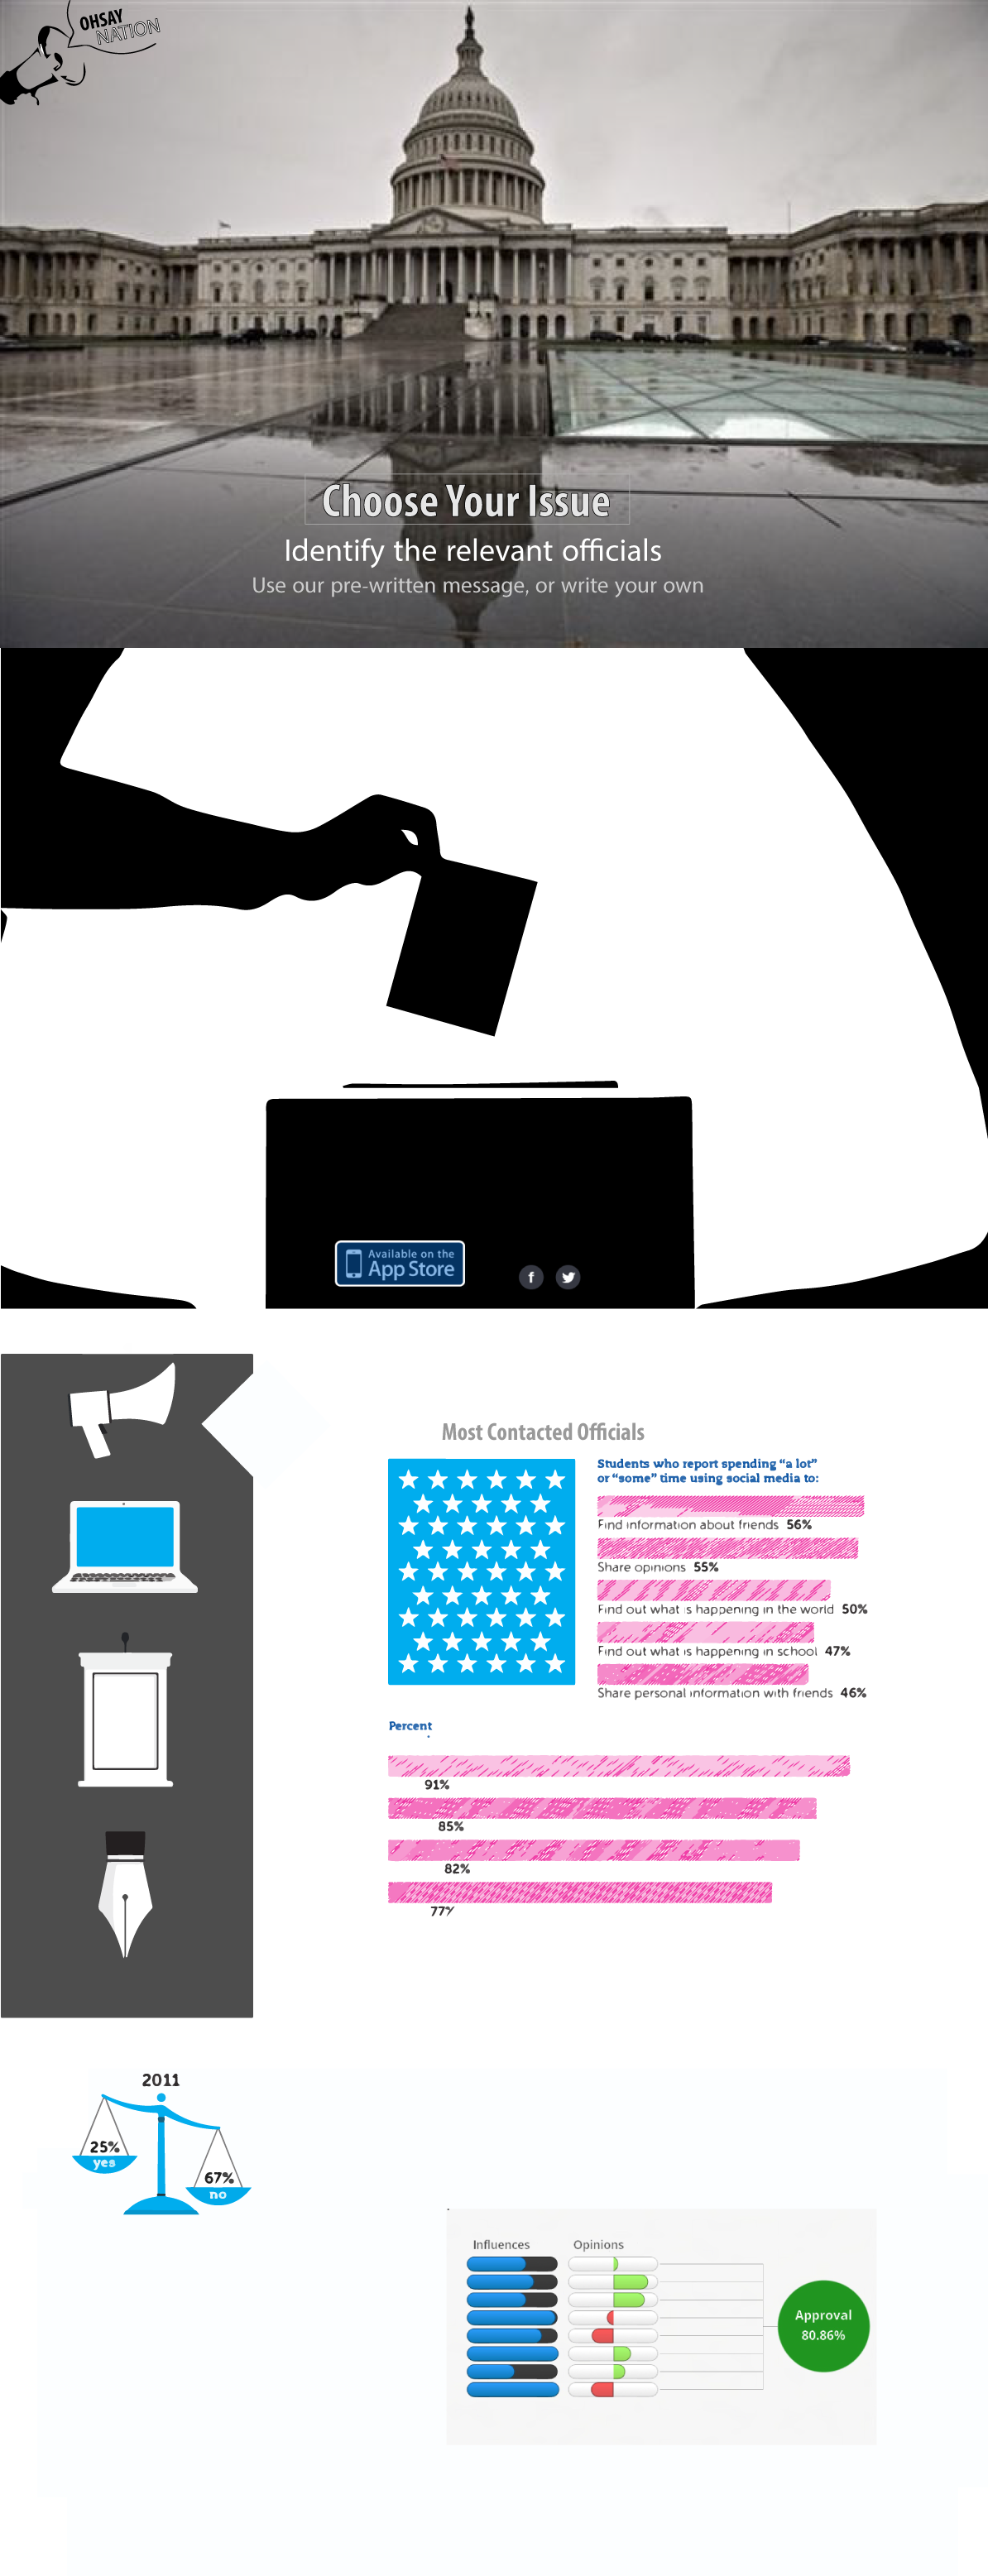 OHSAY
NATION
Choose Your Issue
Identify the relevant officials
Use our pre-written message, or write your own
Available on the
App Store
f
Most Contacted Officials
Students who report spending “a lot”
or “some” time using social media to:
Find information about friends 56%
Share opinions 55%
Find out what is happening in the world 50%
Find out what is happening in school 47%
Share personal information with friends 46%
Percent
91%
85%
82%
77%
2011
25%
yes
67%
no
Influences Opinions
Approval
80.86%